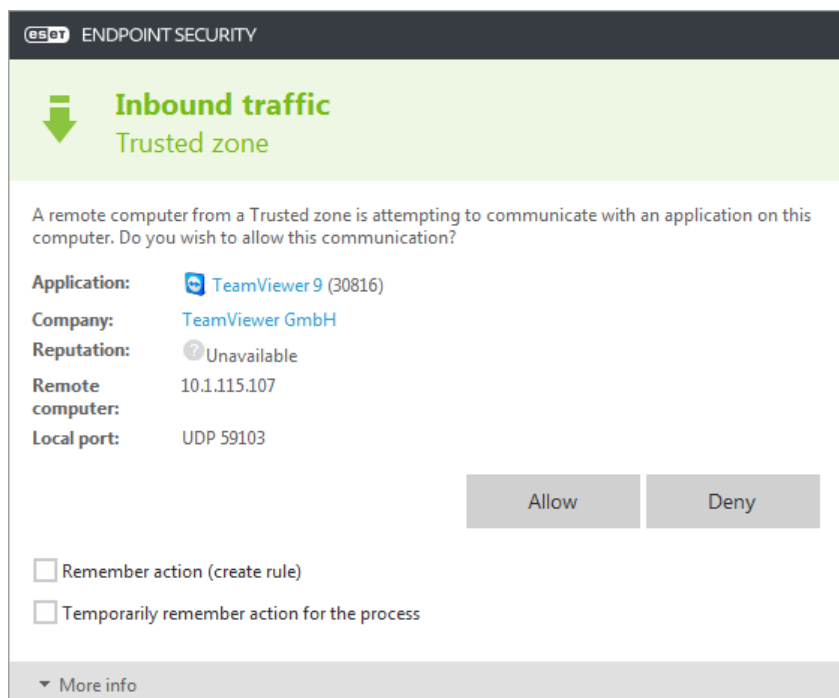 eset ENDPOINT SECURITY
Inbound traffic
Trusted zone
A remote computer from a Trusted zone is attempting to communicate with an application on this
computer. Do you wish to allow this communication?
Application: TeamViewer 9 (30816)
Company: TeamViewer GmbH
Reputation: ? Unavailable
Remote computer: 10.1.115.107
Local port: UDP 59103
Allow Deny
Remember action (create rule)
Temporarily remember action for the process
More info